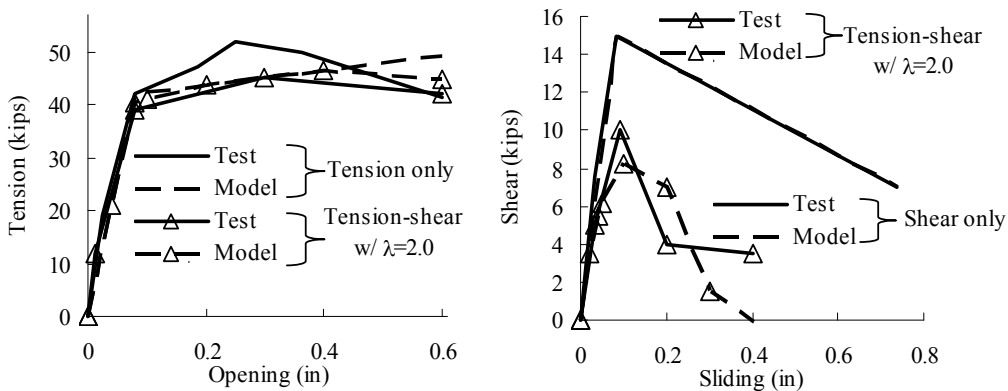 50
40
30
20
10
0
Tension (kips)
Test
Model
Tension only
Test
Model
Tension-shear
w/ λ=2.0
0 0.2 0.4 0.6
Opening (in)
16
14
12
10
8
6
4
2
0
Shear (kips)
Test
Model
Tension-shear
w/ λ=2.0
Test
Model
Shear only
0 0.2 0.4 0.6 0.8
Sliding (in)